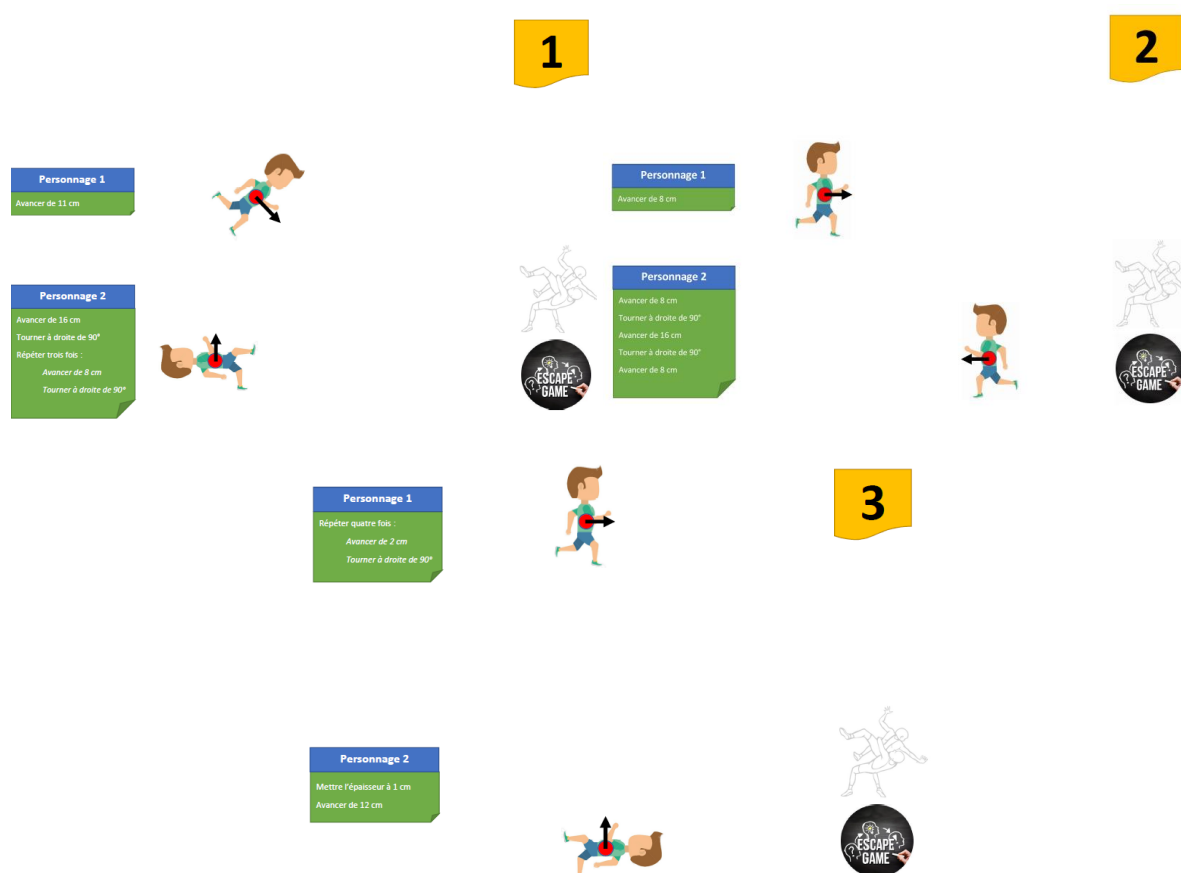 1
Personnage 1
Avancer de 11 cm
Personnage 2
Avancer de 16 cm
Tourner à droite de 90°
Répéter trois fois :
Avancer de 8 cm
Tourner à droite de 90°
ESCAPE
GAME
2
Personnage 1
Avancer de 8 cm
Personnage 2
Avancer de 8 cm
Tourner à droite de 90°
Avancer de 16 cm
Tourner à droite de 90°
Avancer de 8 cm
ESCAPE
GAME
3
Personnage 1
Répéter quatre fois :
Avancer de 2 cm
Tourner à droite de 90°
Personnage 2
Mettre l'épaisseur à 1 cm
Avancer de 12 cm
ESCAPE
GAME